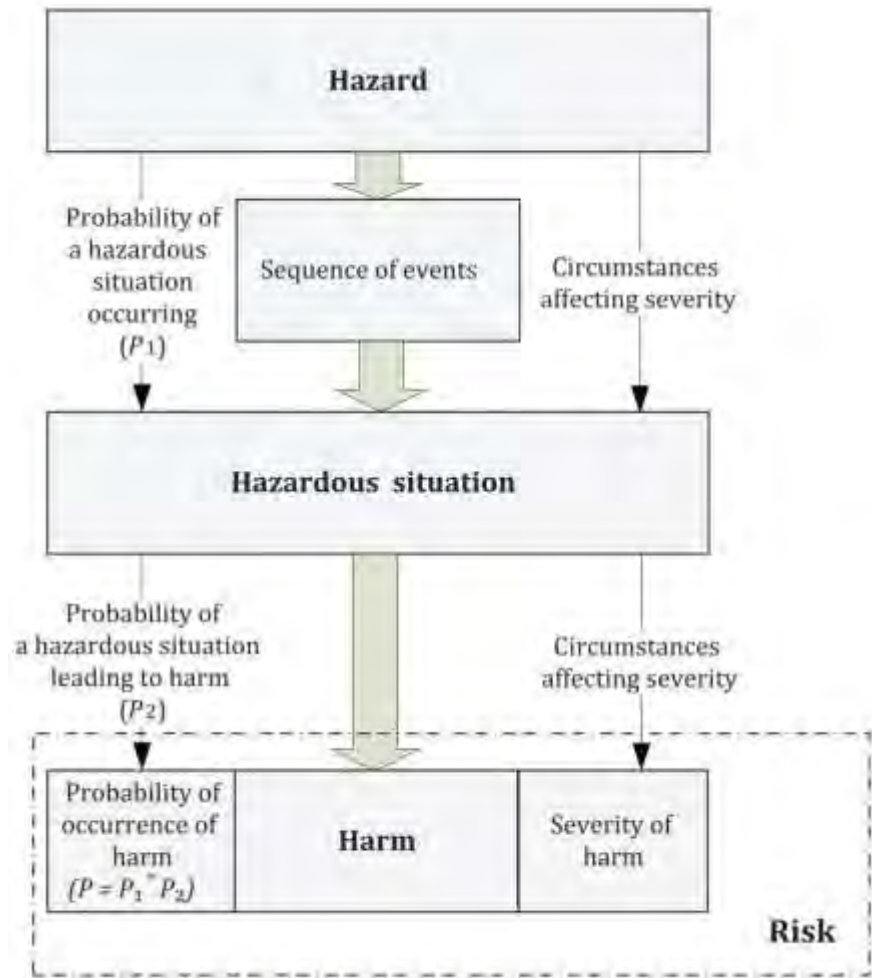 Hazard
Probability of
a hazardous
situation
occurring
(P1)
Sequence of events
Circumstances
affecting severity
Hazardous situation
Probability of
a hazardous situation
leading to harm
(P2)
Circumstances
affecting severity
Probability of
occurrence of
harm
(P = P₁ * P₂)
Harm
Severity of
harm
Risk